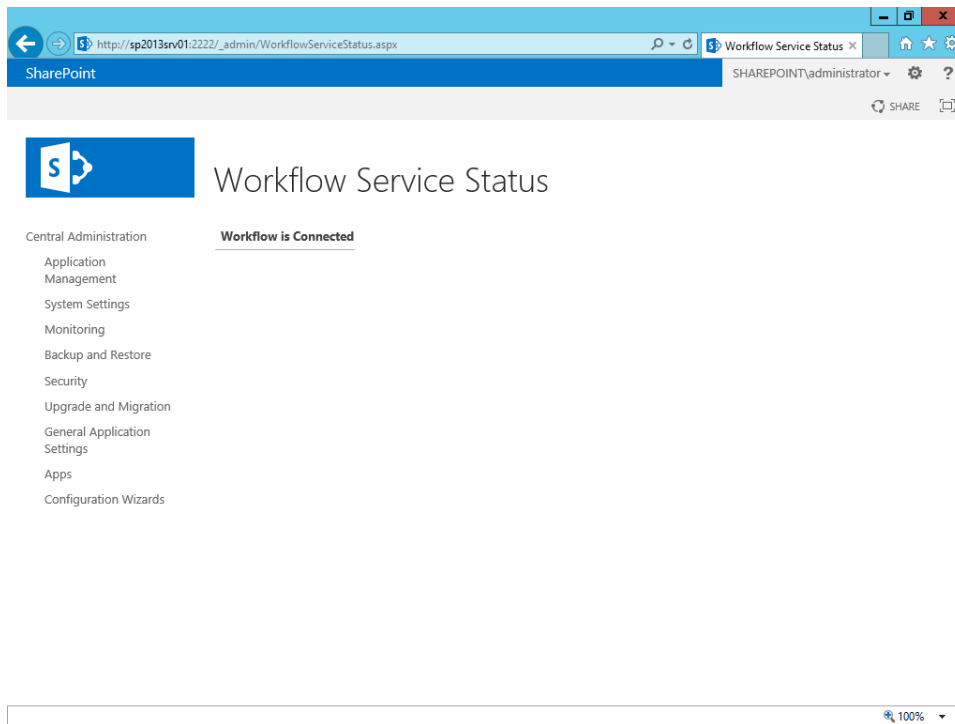 http://sp2013srv01:2222/_admin/WorkflowServiceStatus.aspx
Workflow Service Status
SharePoint
SHAREPOINT\administrator
?
SHARE
S
Workflow Service Status
Central Administration
Workflow is Connected
Application
Management
System Settings
Monitoring
Backup and Restore
Security
Upgrade and Migration
General Application
Settings
Apps
Configuration Wizards
100%